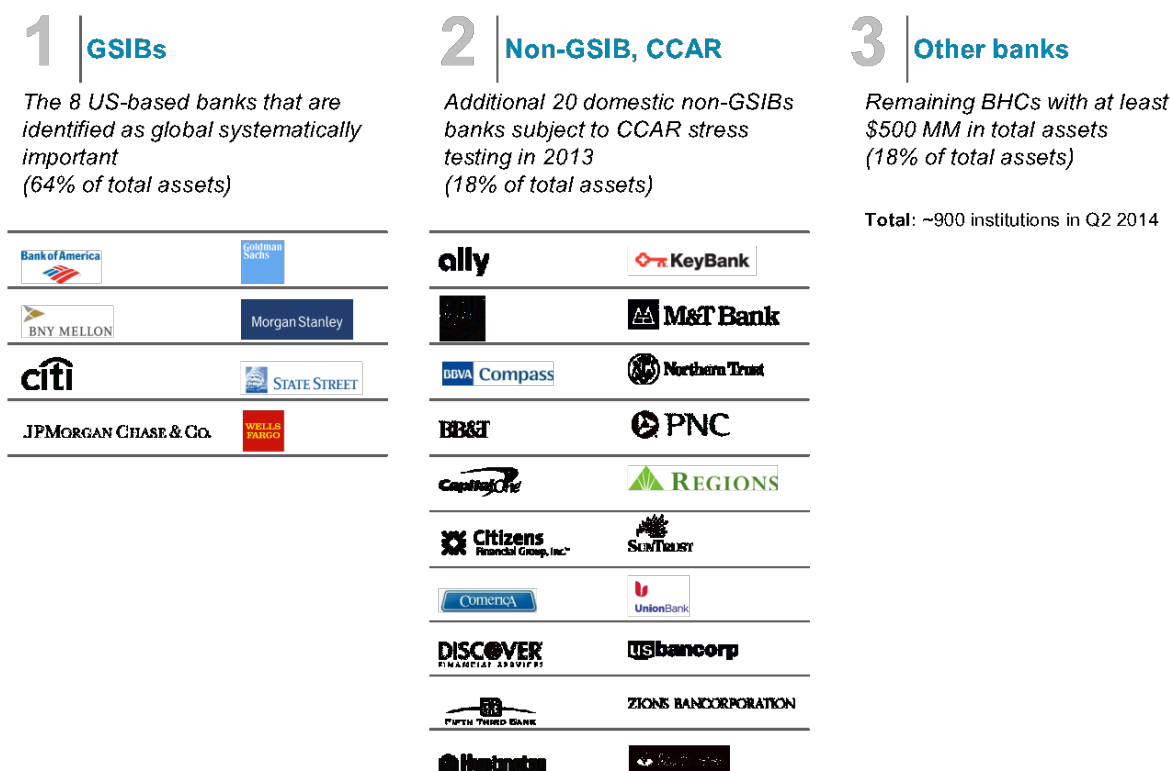 1 GSIBs
The 8 US-based banks that are
identified as global systematically
important
(64% of total assets)
Bank of America
Goldman
Sachs
BNY MELLON
Morgan Stanley
citi
STATE STREET
JPMORGAN CHASE & CO.
WELLS
FARGO
2 Non-GSIB, CCAR
Additional 20 domestic non-GSIBs
banks subject to CCAR stress
testing in 2013
(18% of total assets)
ally
KeyBank
M&T Bank
BBVA Compass
Northern Trust
BB&T
PNC
Capital One
REGIONS
Citizens
Financial Group, Inc.™
SUNTRUST
Comerica
UnionBank
DISCOVER
FINANCIAL SERVICES
usbancorp
FIFTH THIRD BANK
ZIONS BANCORPORATION
Huntington
3 Other banks
Remaining BHCs with at least
$500 MM in total assets
(18% of total assets)
Total: ~900 institutions in Q2 2014